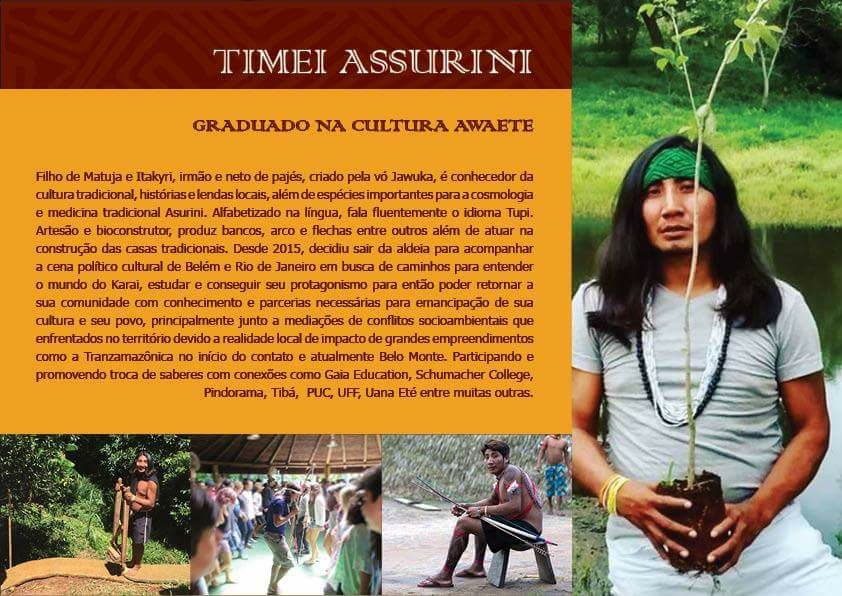 TIMEI ASSURINI
GRADUADO NA CULTURA AWAETE
Filho de Matuja e Itakyri, irmão e neto de pajés, criado pela vó Jawuka, é conhecedor da
cultura tradicional, histórias e lendas locais, além de espécies importantes para a cosmologia
e medicina tradicional Asurini. Alfabetizado na língua, fala fluentemente o idioma Tupi.
Artesão e bioconstrutor, produz bancos, arco e flechas entre outros além de atuar na
construção das casas tradicionais. Desde 2015, decidiu sair da aldeia para acompanhar
a cena político cultural de Belém e Rio de Janeiro em busca de caminhos para entender
o mundo do Karai, estudar e conseguir seu protagonismo para então poder retornar a
sua comunidade com conhecimento e parcerias necessárias para emancipação de sua
cultura e seu povo, principalmente junto a mediações de conflitos socioambientais que
enfrentados no território devido a realidade local de impacto de grandes empreendimentos
como a Tranzamazônica no início do contato e atualmente Belo Monte. Participando e
promovendo troca de saberes com conexões como Gaia Education, Schumacher College,
Pindorama, Tibá, PUC, UFF, Uana Eté entre muitas outras.